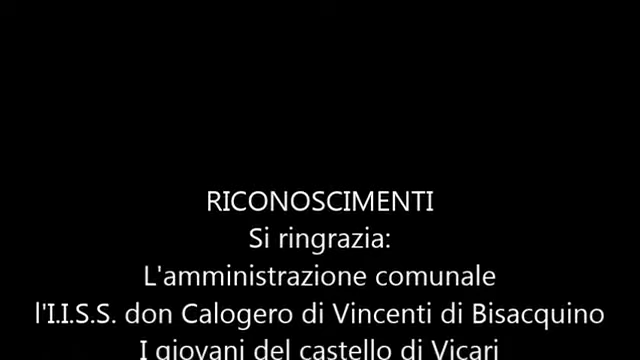 RICONOSCIMENTI
Si ringrazia:
L'amministrazione comunale
l'I.I.S.S. don Calogero di Vincenti di Bisacquino
I giovani del castello di Vicari